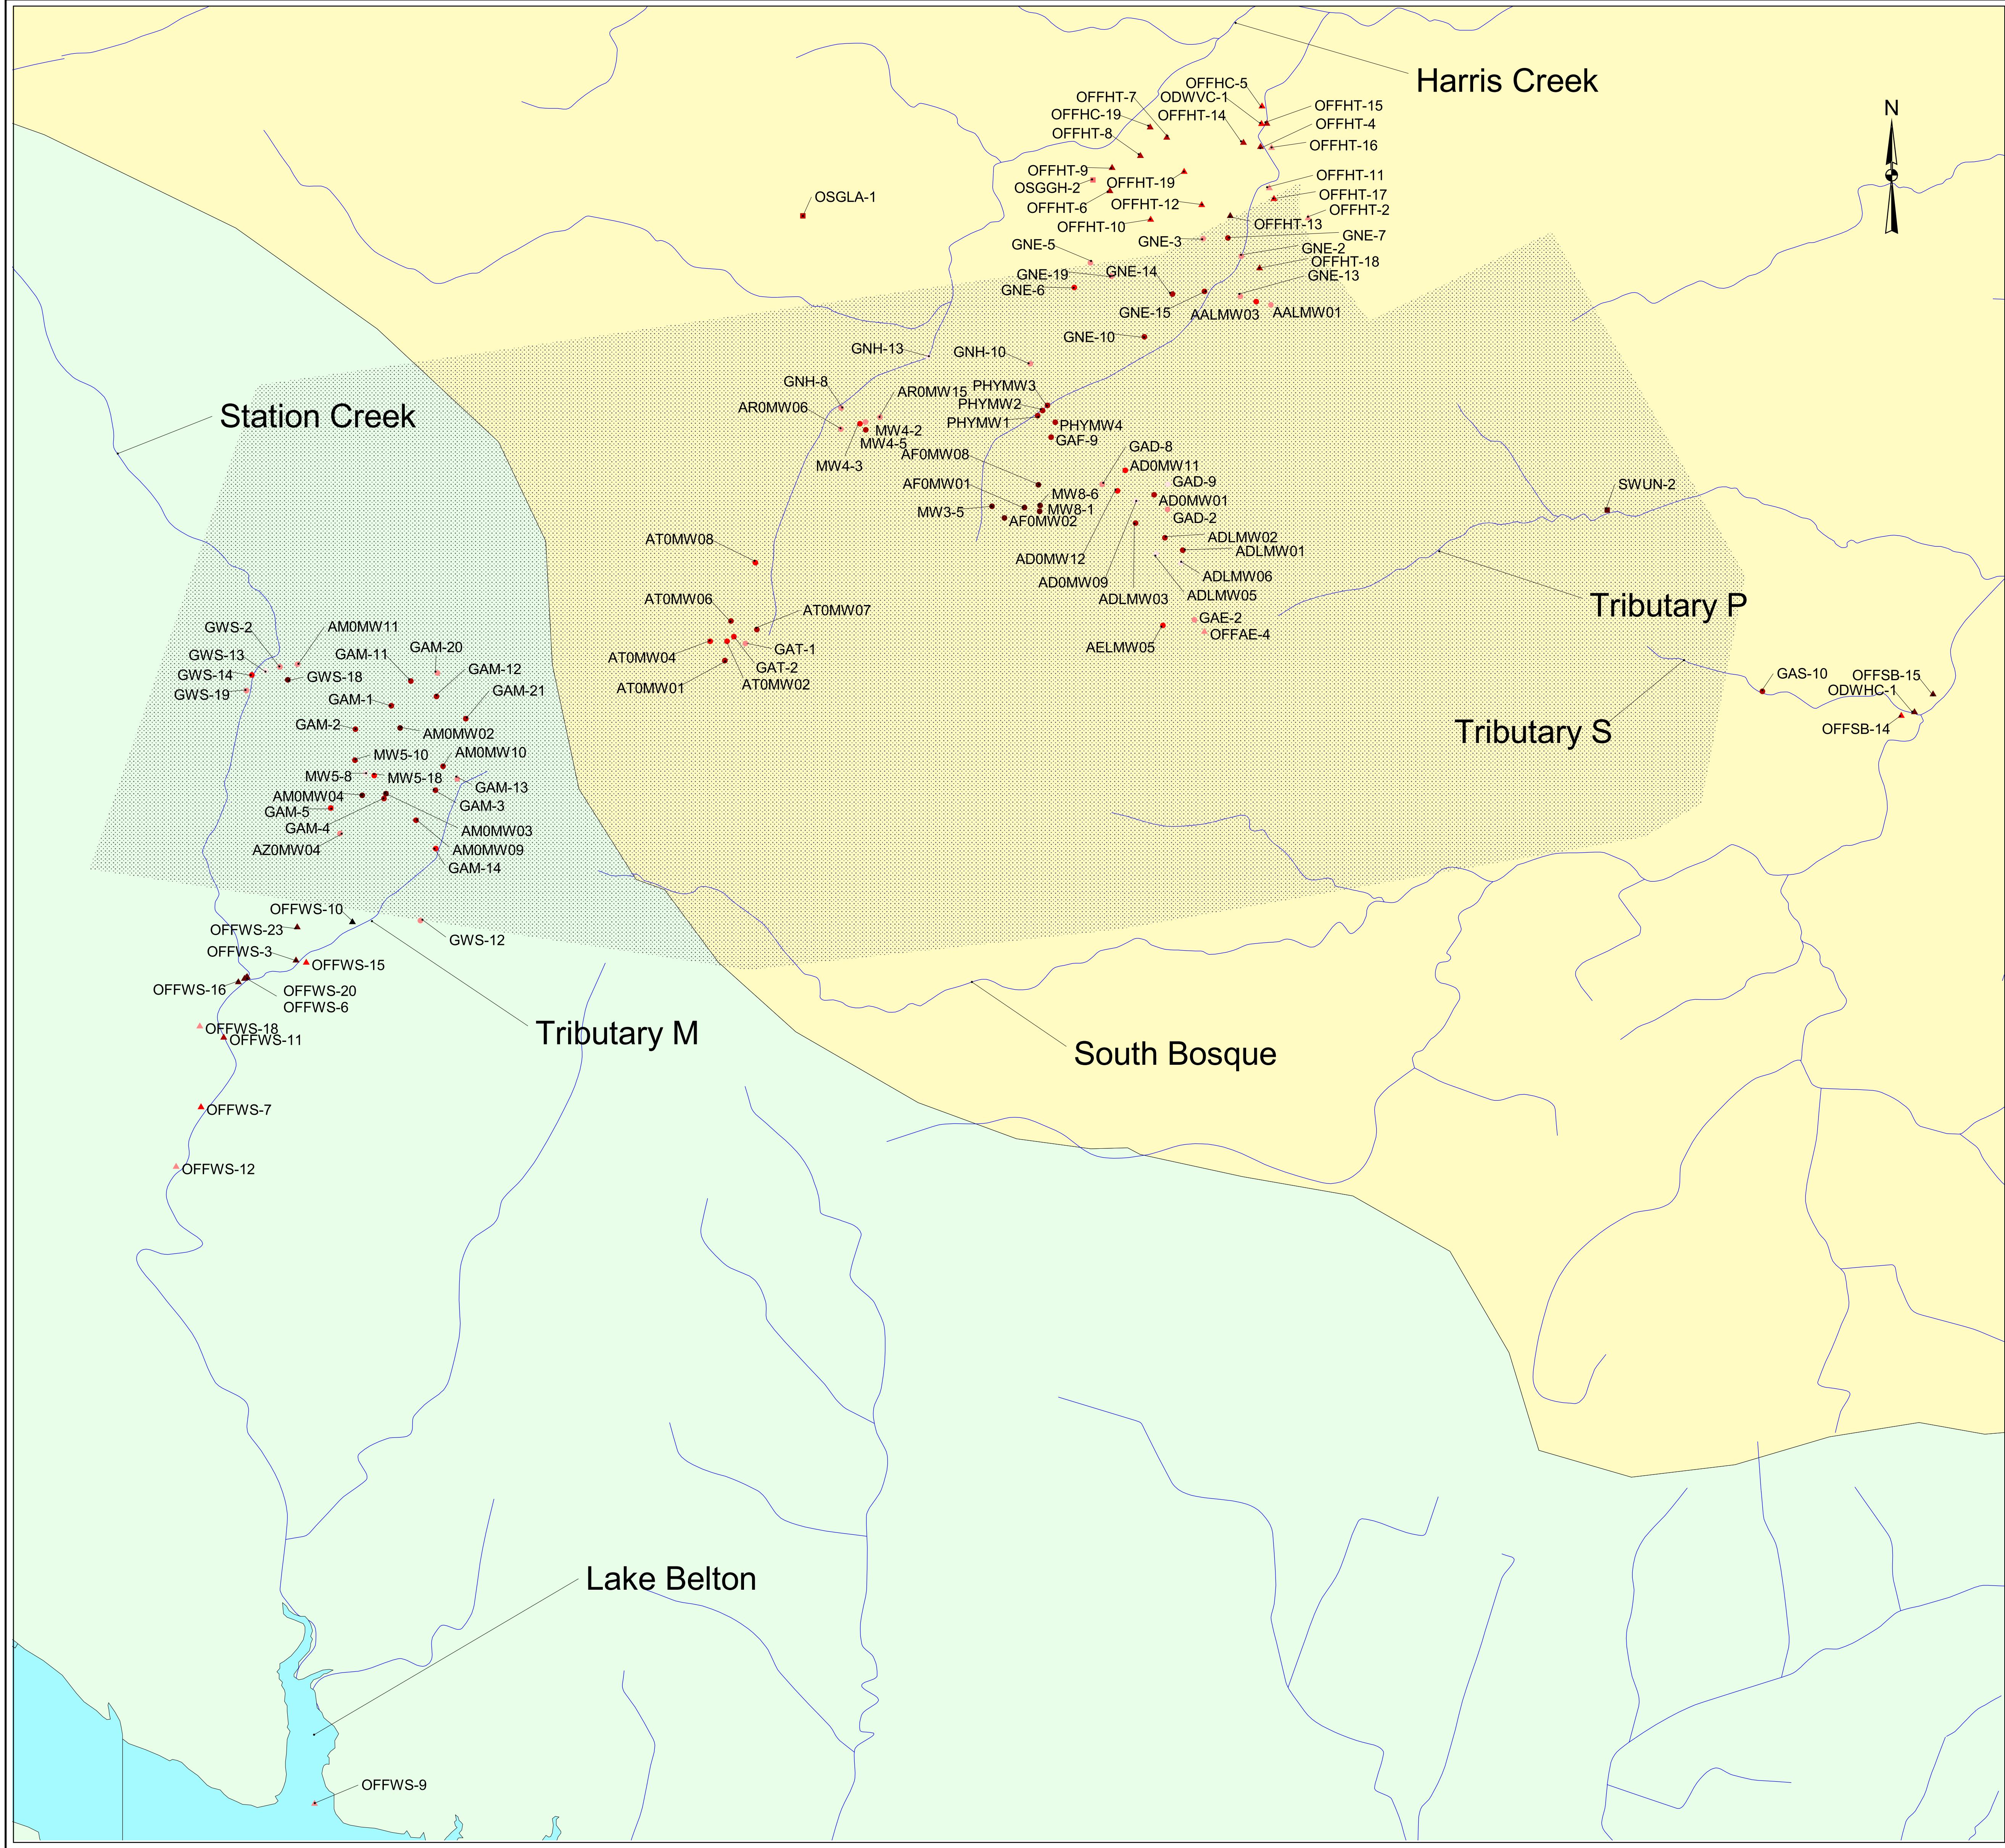 Harris Creek
OFFHC-5
OFFHT-7
ODWVC-1
OFFHT-15
N
OFFHC-19
OFFHT-14
OFFHT-4
OFFHT-8
OFFHT-16
OFFHT-9
OFFHT-11
OSGGH-2
OFFHT-19
OFFHT-17
OSGLA-1
OFFHT-6
OFFHT-12
OFFHT-2
OFFHT-10
OFFHT-13
GNE-7
GNE-5
GNE-3
GNE-2
OFFHT-18
GNE-19
GNE-14
GNE-13
GNE-6
GNE-15
AALMW03
AALMW01
GNE-10
GNH-13
GNH-10
GNH-8
PHYMW3
AR0MW15
PHYMW2
AR0MW06
Station Creek
PHYMW1
PHYMW4
MW4-2
MW4-5
GAF-9
MW4-3
AF0MW08
GAD-8
AD0MW11
AF0MW01
GAD-9
SWUN-2
MW8-6
AD0MW01
MW3-5
MW8-1
AF0MW02
GAD-2
AT0MW08
ADLMW02
ADLMW01
AD0MW12
AD0MW09
ADLMW06
ADLMW03
ADLMW05
AT0MW06
Tributary P
AT0MW07
GWS-2
AM0MW11
GAE-2
OFFAE-4
GWS-13
GAM-11
GAM-20
AT0MW04
GAT-1
AELMW05
GWS-14
GWS-18
GAM-12
GAT-2
GAS-10
OFFSB-15
GWS-19
GAM-1
GAM-21
AT0MW01
AT0MW02
ODWHC-1
GAM-2
AM0MW02
Tributary S
OFFSB-14
MW5-10
AM0MW10
MW5-8
MW5-18
GAM-13
AM0MW04
GAM-3
GAM-5
GAM-4
AM0MW03
AZ0MW04
AM0MW09
GAM-14
OFFWS-10
OFFWS-23
GWS-12
OFFWS-3
OFFWS-15
OFFWS-16
OFFWS-20
OFFWS-6
OFFWS-18
OFFWS-11
Tributary M
South Bosque
OFFWS-7
OFFWS-12
Lake Belton
OFFWS-9